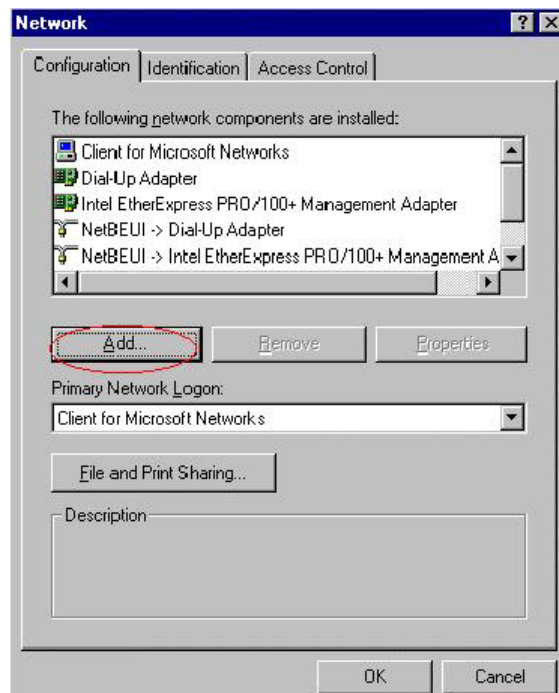 Network
Configuration Identification Access Control
The following network components are installed:
Client for Microsoft Networks
Dial-Up Adapter
Intel EtherExpress PRO/100+ Management Adapter
NetBEUI -> Dial-Up Adapter
NetBEUI -> Intel EtherExpress PRO/100+ Management A
Add... Remove Properties
Primary Network Logon:
Client for Microsoft Networks
File and Print Sharing...
Description
OK Cancel